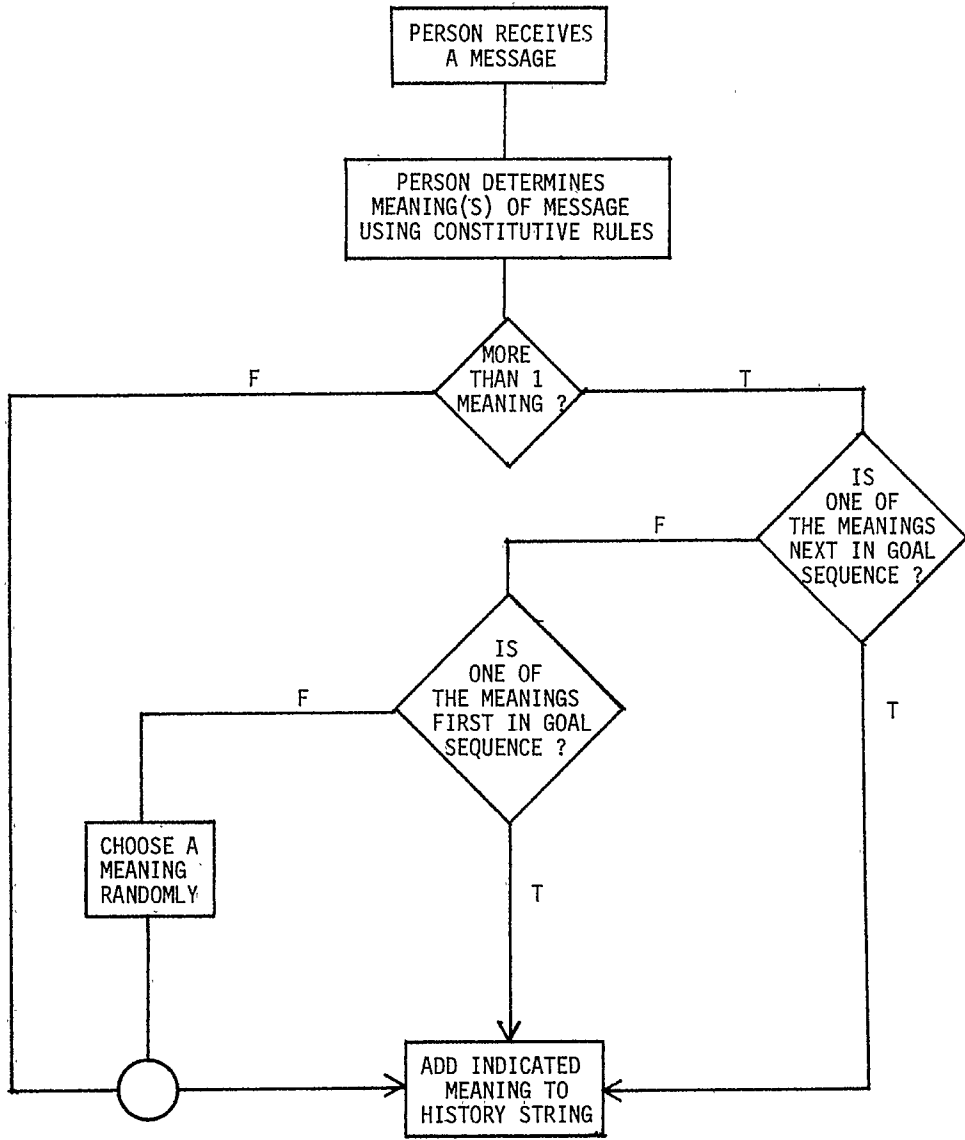 PERSON RECEIVES
A MESSAGE
PERSON DETERMINES
MEANING(S) OF MESSAGE
USING CONSTITUTIVE RULES
MORE
THAN 1
MEANING ?
F
T
IS
ONE OF
THE MEANINGS
NEXT IN GOAL
SEQUENCE ?
F
T
IS
ONE OF
THE MEANINGS
FIRST IN GOAL
SEQUENCE ?
F
T
CHOOSE A
MEANING
RANDOMLY
ADD INDICATED
MEANING TO
HISTORY STRING